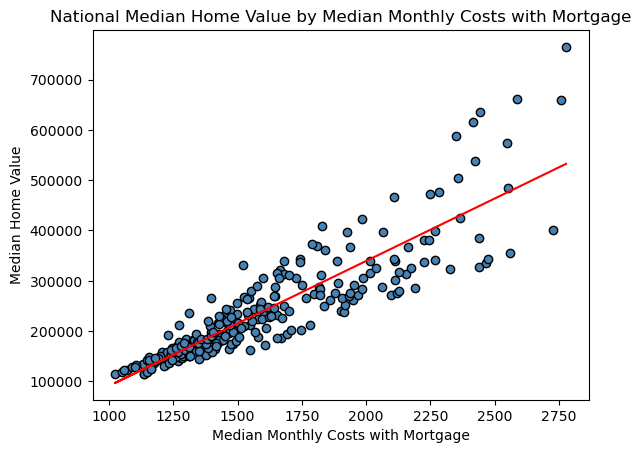 National Median Home Value by Median Monthly Costs with Mortgage
Median Home Value
700000
600000
500000
400000
300000
200000
100000
1000 1250 1500 1750 2000 2250 2500 2750
Median Monthly Costs with Mortgage